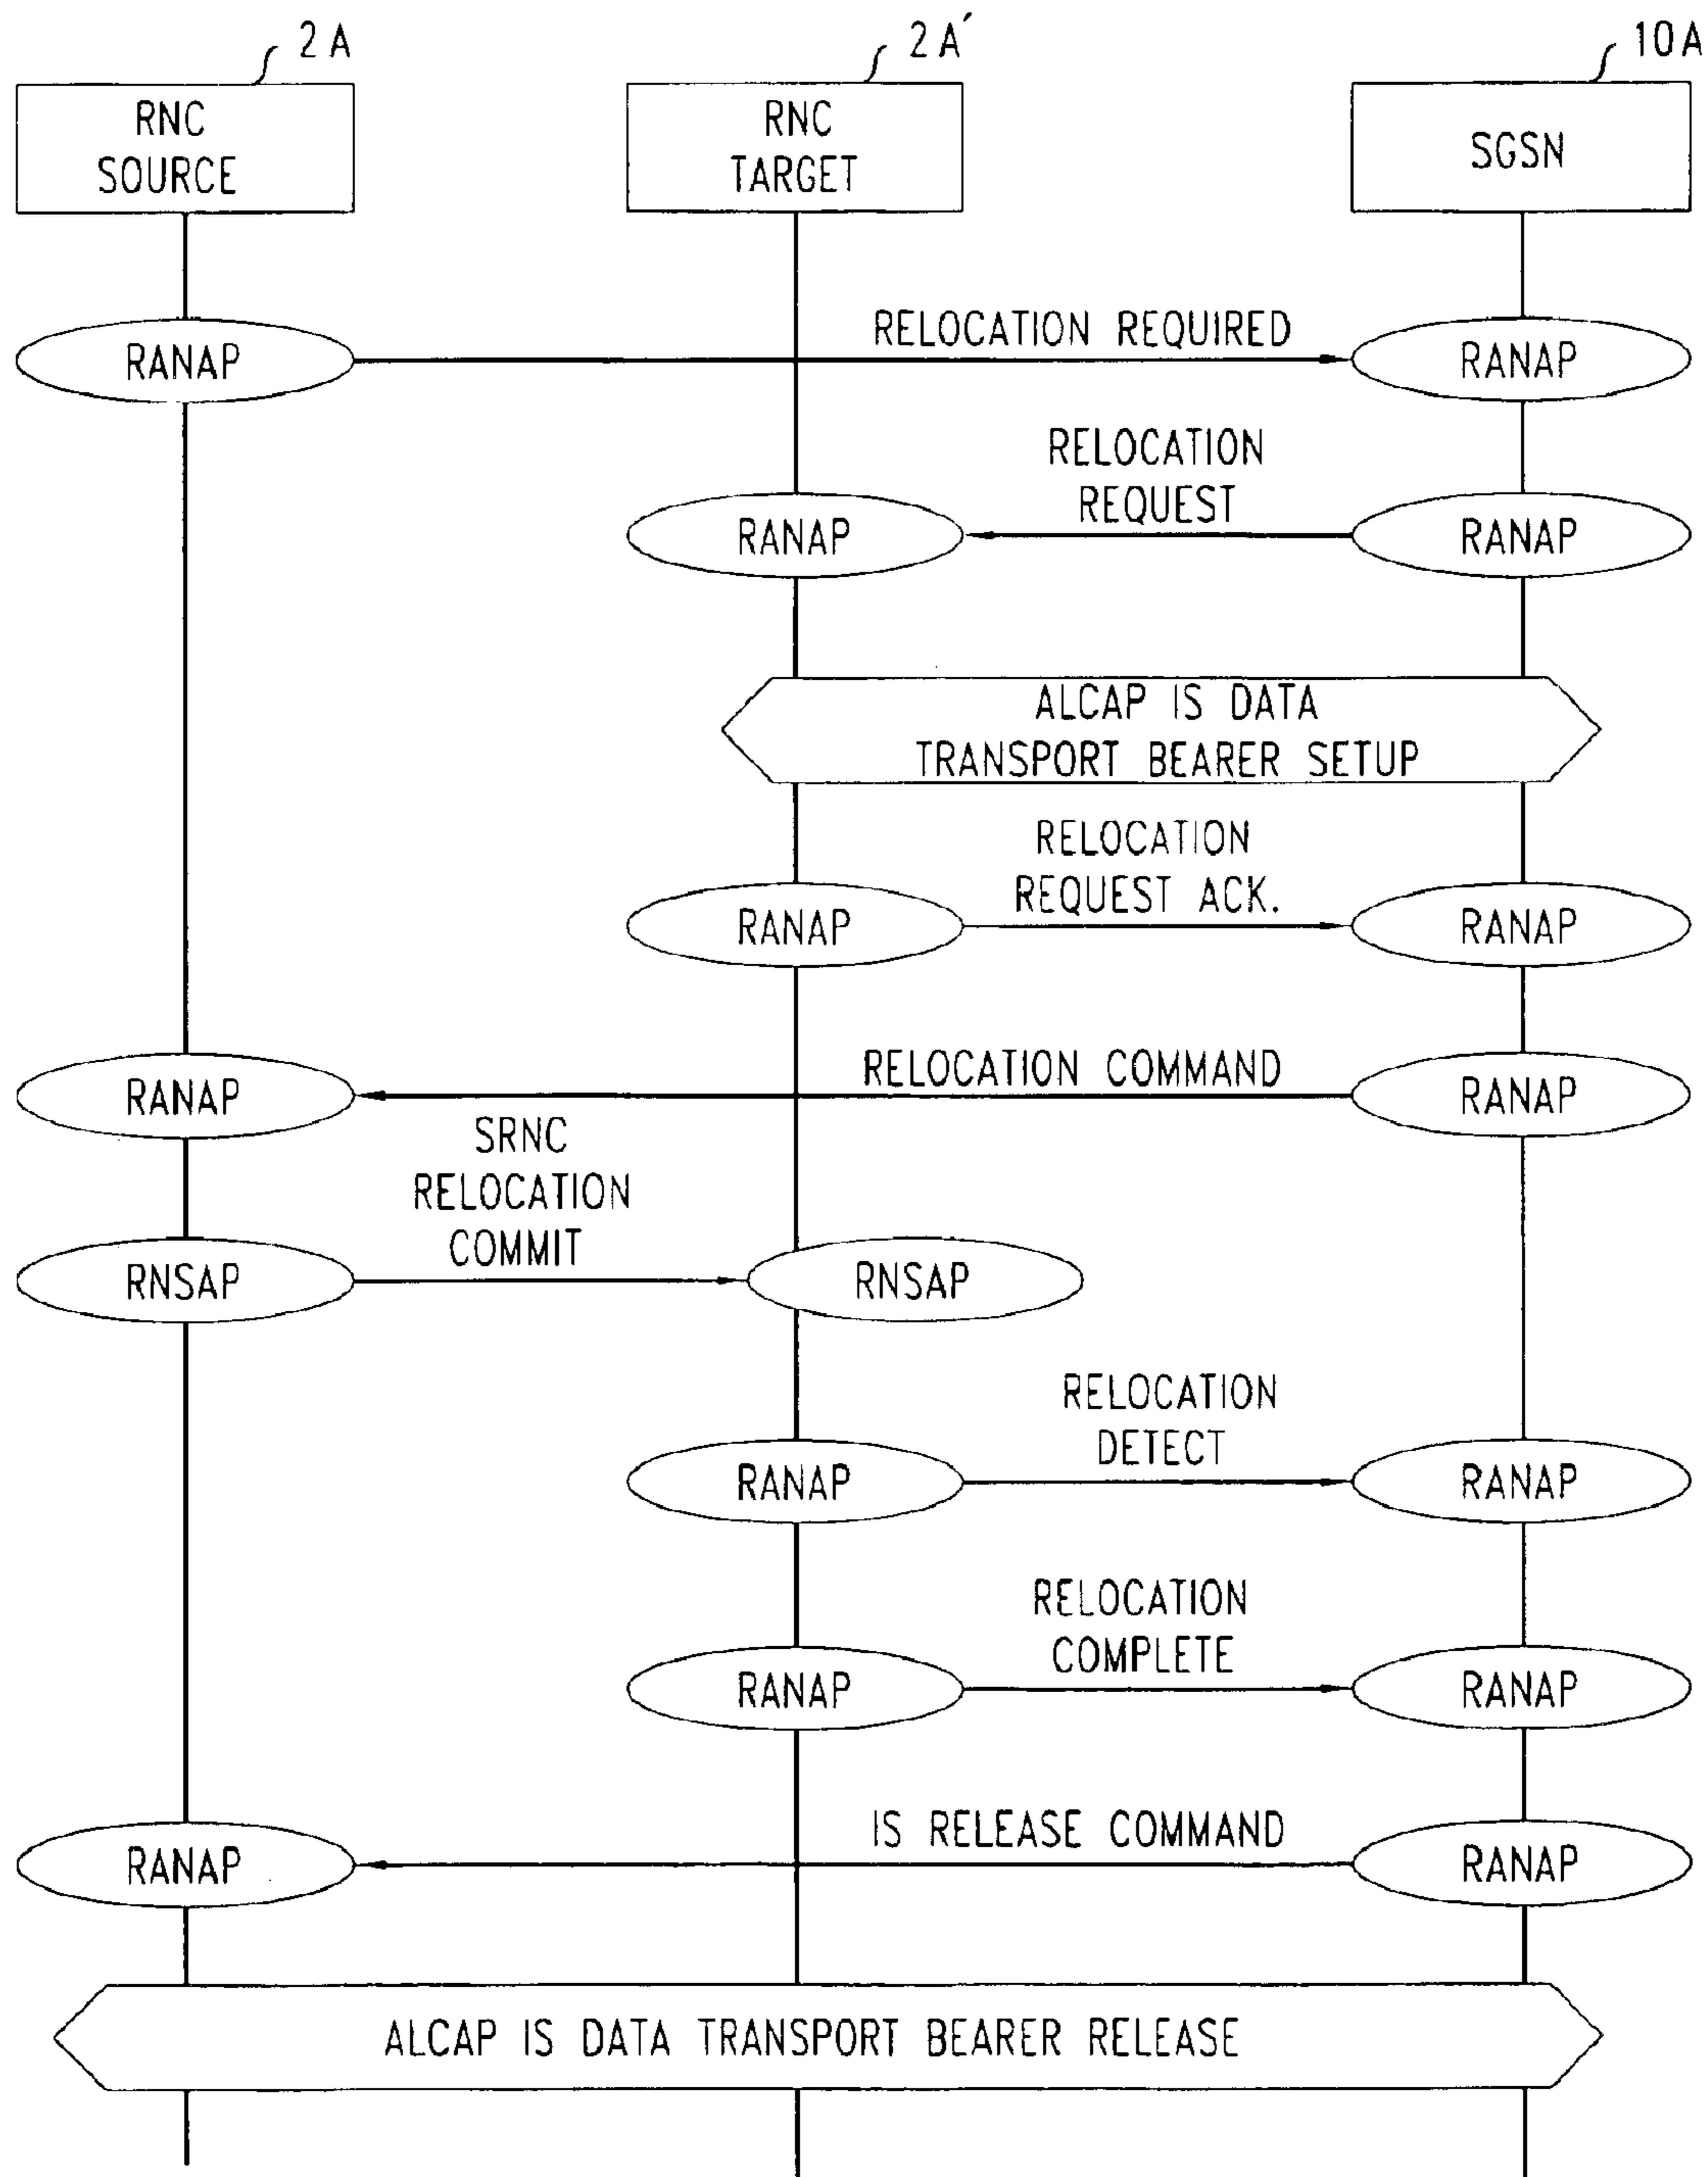 2A
2A′
10A
RNC
SOURCE
RNC
TARGET
SGSN
RANAP
RELOCATION REQUIRED
RANAP
RELOCATION
REQUEST
RANAP
RANAP
ALCAP IS DATA
TRANSPORT BEARER SETUP
RELOCATION
REQUEST ACK.
RANAP
RANAP
RANAP
RELOCATION COMMAND
RANAP
SRNC
RELOCATION
COMMIT
RNSAP
RNSAP
RELOCATION
DETECT
RANAP
RANAP
RELOCATION
COMPLETE
RANAP
RANAP
RANAP
IS RELEASE COMMAND
RANAP
ALCAP IS DATA TRANSPORT BEARER RELEASE